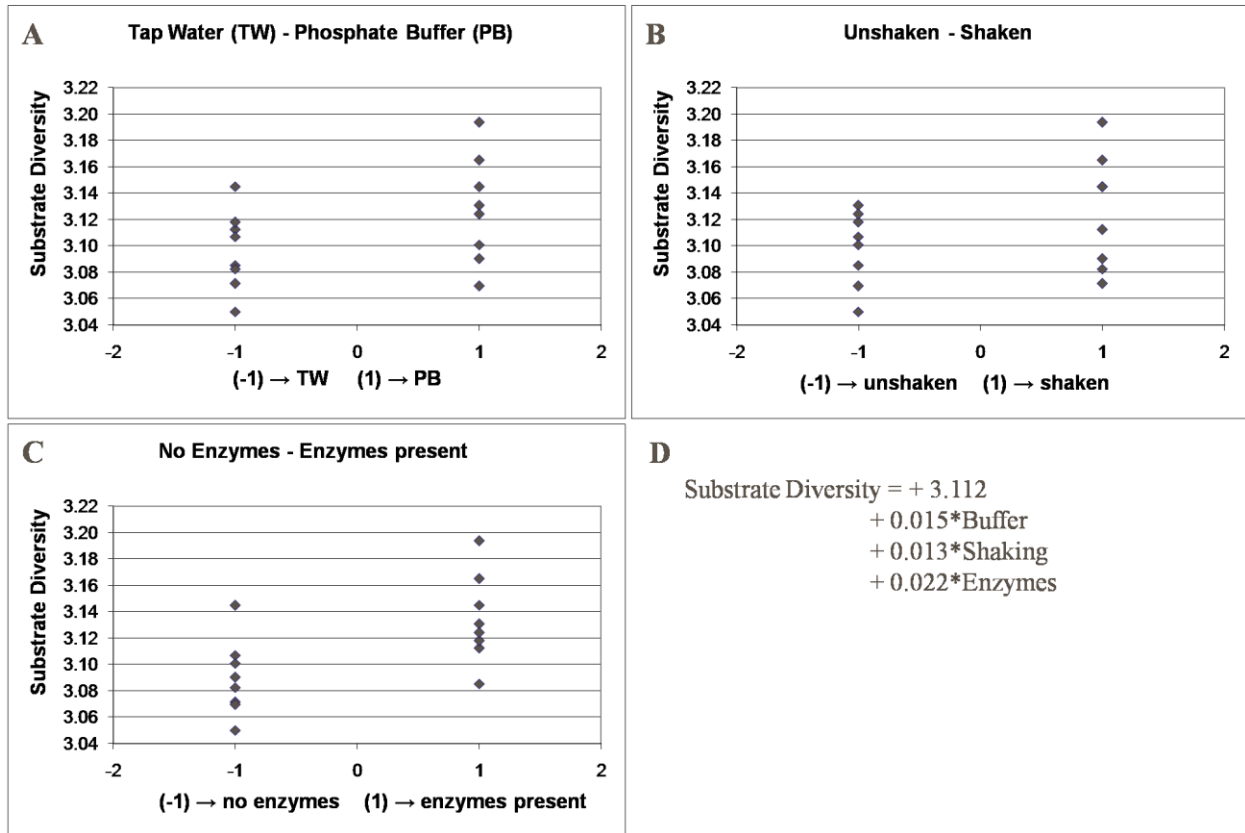 A
Tap Water (TW) - Phosphate Buffer (PB)
Substrate Diversity
3.22
3.20
3.18
3.16
3.14
3.12
3.10
3.08
3.06
3.04
-2 -1 0 1 2
(-1) → TW (1) → PB
B
Unshaken - Shaken
Substrate Diversity
3.22
3.20
3.18
3.16
3.14
3.12
3.10
3.08
3.06
3.04
-2 -1 0 1 2
(-1) → unshaken (1) → shaken
C
No Enzymes - Enzymes present
Substrate Diversity
3.22
3.20
3.18
3.16
3.14
3.12
3.10
3.08
3.06
3.04
-2 -1 0 1 2
(-1) → no enzymes (1) → enzymes present
D
Substrate Diversity = + 3.112
+ 0.015*Buffer
+ 0.013*Shaking
+ 0.022*Enzymes